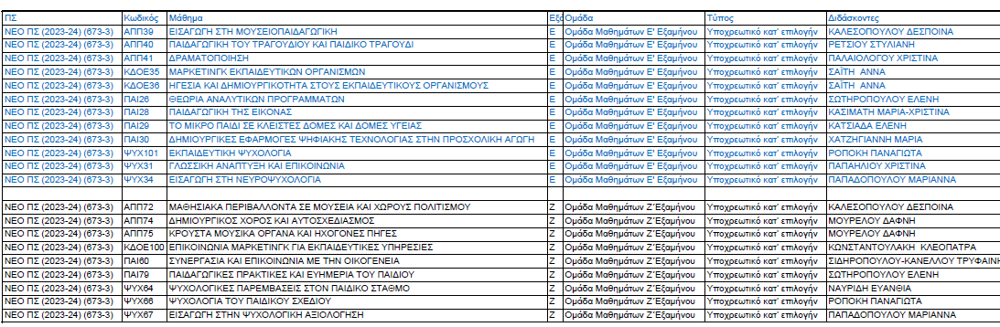 ΠΣ Κωδικός Μάθημα Εξά Ομάδα Τύπος Διδάσκοντες
ΝΕΟ ΠΣ (2023-24) (673-3) ΑΠΠ39 ΕΙΣΑΓΩΓΗ ΣΤΗ ΜΟΥΣΕΙΟΠΑΙΔΑΓΩΓΙΚΗ Ε Ομάδα Μαθημάτων Ε' Εξαμήνου Υποχρεωτικό κατ' επιλογήν ΚΑΛΕΣΟΠΟΥΛΟΥ ΔΕΣΠΟΙΝΑ
ΝΕΟ ΠΣ (2023-24) (673-3) ΑΠΠ40 ΠΑΙΔΑΓΩΓΙΚΗ ΤΟΥ ΤΡΑΓΟΥΔΙΟΥ ΚΑΙ ΠΑΙΔΙΚΟ ΤΡΑΓΟΥΔΙ Ε Ομάδα Μαθημάτων Ε' Εξαμήνου Υποχρεωτικό κατ' επιλογήν ΡΕΤΣΙΟΥ ΣΤΥΛΙΑΝΗ
ΝΕΟ ΠΣ (2023-24) (673-3) ΑΠΠ41 ΔΡΑΜΑΤΟΠΟΙΗΣΗ Ε Ομάδα Μαθημάτων Ε' Εξαμήνου Υποχρεωτικό κατ' επιλογήν ΠΑΛΑΙΟΛΟΓΟΥ ΧΡΙΣΤΙΝΑ
ΝΕΟ ΠΣ (2023-24) (673-3) ΚΔΟΕ35 ΜΑΡΚΕΤΙΝΓΚ ΕΚΠΑΙΔΕΥΤΙΚΩΝ ΟΡΓΑΝΙΣΜΩΝ Ε Ομάδα Μαθημάτων Ε' Εξαμήνου Υποχρεωτικό κατ' επιλογήν ΣΑΪΤΗ ΑΝΝΑ
ΝΕΟ ΠΣ (2023-24) (673-3) ΚΔΟΕ36 ΗΓΕΣΙΑ ΚΑΙ ΔΗΜΙΟΥΡΓΙΚΟΤΗΤΑ ΣΤΟΥΣ ΕΚΠΑΙΔΕΥΤΙΚΟΥΣ ΟΡΓΑΝΙΣΜΟΥΣ Ε Ομάδα Μαθημάτων Ε' Εξαμήνου Υποχρεωτικό κατ' επιλογήν ΣΑΪΤΗ ΑΝΝΑ
ΝΕΟ ΠΣ (2023-24) (673-3) ΠΑΙ26 ΘΕΩΡΙΑ ΑΝΑΛΥΤΙΚΩΝ ΠΡΟΓΡΑΜΜΑΤΩΝ Ε Ομάδα Μαθημάτων Ε' Εξαμήνου Υποχρεωτικό κατ' επιλογήν ΣΩΤΗΡΟΠΟΥΛΟΥ ΕΛΕΝΗ
ΝΕΟ ΠΣ (2023-24) (673-3) ΠΑΙ28 ΠΑΙΔΑΓΩΓΙΚΗ ΤΗΣ ΕΙΚΟΝΑΣ Ε Ομάδα Μαθημάτων Ε' Εξαμήνου Υποχρεωτικό κατ' επιλογήν ΚΑΣΙΜΑΤΗ ΜΑΡΙΑ-ΧΡΙΣΤΙΝΑ
ΝΕΟ ΠΣ (2023-24) (673-3) ΠΑΙ29 ΤΟ ΜΙΚΡΟ ΠΑΙΔΙ ΣΕ ΚΛΕΙΣΤΕΣ ΔΟΜΕΣ ΚΑΙ ΔΟΜΕΣ ΥΓΕΙΑΣ Ε Ομάδα Μαθημάτων Ε' Εξαμήνου Υποχρεωτικό κατ' επιλογήν ΚΑΤΣΙΑΔΑ ΕΛΕΝΗ
ΝΕΟ ΠΣ (2023-24) (673-3) ΠΑΙ30 ΔΗΜΙΟΥΡΓΙΚΕΣ ΕΦΑΡΜΟΓΕΣ ΨΗΦΙΑΚΗΣ ΤΕΧΝΟΛΟΓΙΑΣ ΣΤΗΝ ΠΡΟΣΧΟΛΙΚΗ ΑΓΩΓΗ Ε Ομάδα Μαθημάτων Ε' Εξαμήνου Υποχρεωτικό κατ' επιλογήν ΧΑΤΖΗΓΙΑΝΝΗ ΜΑΡΙΑ
ΝΕΟ ΠΣ (2023-24) (673-3) ΨΥΧ101 ΕΚΠΑΙΔΕΥΤΙΚΗ ΨΥΧΟΛΟΓΙΑ Ε Ομάδα Μαθημάτων Ε' Εξαμήνου Υποχρεωτικό κατ' επιλογήν ΡΟΠΟΚΗ ΠΑΝΑΓΙΩΤΑ
ΝΕΟ ΠΣ (2023-24) (673-3) ΨΥΧ31 ΓΛΩΣΣΙΚΗ ΑΝΑΠΤΥΞΗ ΚΑΙ ΕΠΙΚΟΙΝΩΝΙΑ Ε Ομάδα Μαθημάτων Ε' Εξαμήνου Υποχρεωτικό κατ' επιλογήν ΠΑΠΑΗΛΙΟΥ ΧΡΙΣΤΙΝΑ
ΝΕΟ ΠΣ (2023-24) (673-3) ΨΥΧ34 ΕΙΣΑΓΩΓΗ ΣΤΗ ΝΕΥΡΟΨΥΧΟΛΟΓΙΑ Ε Ομάδα Μαθημάτων Ε' Εξαμήνου Υποχρεωτικό κατ' επιλογήν ΠΑΠΑΔΟΠΟΥΛΟΥ ΜΑΡΙΑΝΝΑ
ΝΕΟ ΠΣ (2023-24) (673-3) ΑΠΠ72 ΜΑΘΗΣΙΑΚΑ ΠΕΡΙΒΑΛΛΟΝΤΑ ΣΕ ΜΟΥΣΕΙΑ ΚΑΙ ΧΩΡΟΥΣ ΠΟΛΙΤΙΣΜΟΥ Ζ Ομάδα Μαθημάτων Ζ'Εξαμήνου Υποχρεωτικό κατ' επιλογήν ΚΑΛΕΣΟΠΟΥΛΟΥ ΔΕΣΠΟΙΝΑ
ΝΕΟ ΠΣ (2023-24) (673-3) ΑΠΠ74 ΔΗΜΙΟΥΡΓΙΚΟΣ ΧΟΡΟΣ ΚΑΙ ΑΥΤΟΣΧΕΔΙΑΣΜΟΣ Ζ Ομάδα Μαθημάτων Ζ'Εξαμήνου Υποχρεωτικό κατ' επιλογήν ΜΟΥΡΕΛΟΥ ΔΑΦΝΗ
ΝΕΟ ΠΣ (2023-24) (673-3) ΑΠΠ75 ΚΡΟΥΣΤΑ ΜΟΥΣΙΚΑ ΟΡΓΑΝΑ ΚΑΙ ΗΧΟΓΟΝΕΣ ΠΗΓΕΣ Ζ Ομάδα Μαθημάτων Ζ'Εξαμήνου Υποχρεωτικό κατ' επιλογήν ΜΟΥΡΕΛΟΥ ΔΑΦΝΗ
ΝΕΟ ΠΣ (2023-24) (673-3) ΚΔΟΕ100 ΕΠΙΚΟΙΝΩΝΙΑ ΜΑΡΚΕΤΙΝΓΚ ΓΙΑ ΕΚΠΑΙΔΕΥΤΙΚΕΣ ΥΠΗΡΕΣΙΕΣ Ζ Ομάδα Μαθημάτων Ζ'Εξαμήνου Υποχρεωτικό κατ' επιλογήν ΚΩΝΣΤΑΝΤΟΥΛΑΚΗ ΚΛΕΟΠΑΤΡΑ
ΝΕΟ ΠΣ (2023-24) (673-3) ΠΑΙ60 ΣΥΝΕΡΓΑΣΙΑ ΚΑΙ ΕΠΙΚΟΙΝΩΝΙΑ ΜΕ ΤΗΝ ΟΙΚΟΓΕΝΕΙΑ Ζ Ομάδα Μαθημάτων Ζ'Εξαμήνου Υποχρεωτικό κατ' επιλογήν ΣΙΔΗΡΟΠΟΥΛΟΥ-ΚΑΝΕΛΛΟΥ ΤΡΥΦΑΙΝΗ
ΝΕΟ ΠΣ (2023-24) (673-3) ΠΑΙ79 ΠΑΙΔΑΓΩΓΙΚΕΣ ΠΡΑΚΤΙΚΕΣ ΚΑΙ ΕΥΗΜΕΡΙΑ ΤΟΥ ΠΑΙΔΙΟΥ Ζ Ομάδα Μαθημάτων Ζ'Εξαμήνου Υποχρεωτικό κατ' επιλογήν ΣΩΤΗΡΟΠΟΥΛΟΥ ΕΛΕΝΗ
ΝΕΟ ΠΣ (2023-24) (673-3) ΨΥΧ64 ΨΥΧΟΛΟΓΙΚΕΣ ΠΑΡΕΜΒΑΣΕΙΣ ΣΤΟΝ ΠΑΙΔΙΚΟ ΣΤΑΘΜΟ Ζ Ομάδα Μαθημάτων Ζ'Εξαμήνου Υποχρεωτικό κατ' επιλογήν ΝΑΥΡΙΔΗ ΕΥΑΝΘΙΑ
ΝΕΟ ΠΣ (2023-24) (673-3) ΨΥΧ66 ΨΥΧΟΛΟΓΙΑ ΤΟΥ ΠΑΙΔΙΚΟΥ ΣΧΕΔΙΟΥ Ζ Ομάδα Μαθημάτων Ζ'Εξαμήνου Υποχρεωτικό κατ' επιλογήν ΡΟΠΟΚΗ ΠΑΝΑΓΙΩΤΑ
ΝΕΟ ΠΣ (2023-24) (673-3) ΨΥΧ67 ΕΙΣΑΓΩΓΗ ΣΤΗΝ ΨΥΧΟΛΟΓΙΚΗ ΑΞΙΟΛΟΓΗΣΗ Ζ Ομάδα Μαθημάτων Ζ'Εξαμήνου Υποχρεωτικό κατ' επιλογήν ΠΑΠΑΔΟΠΟΥΛΟΥ ΜΑΡΙΑΝΝΑ